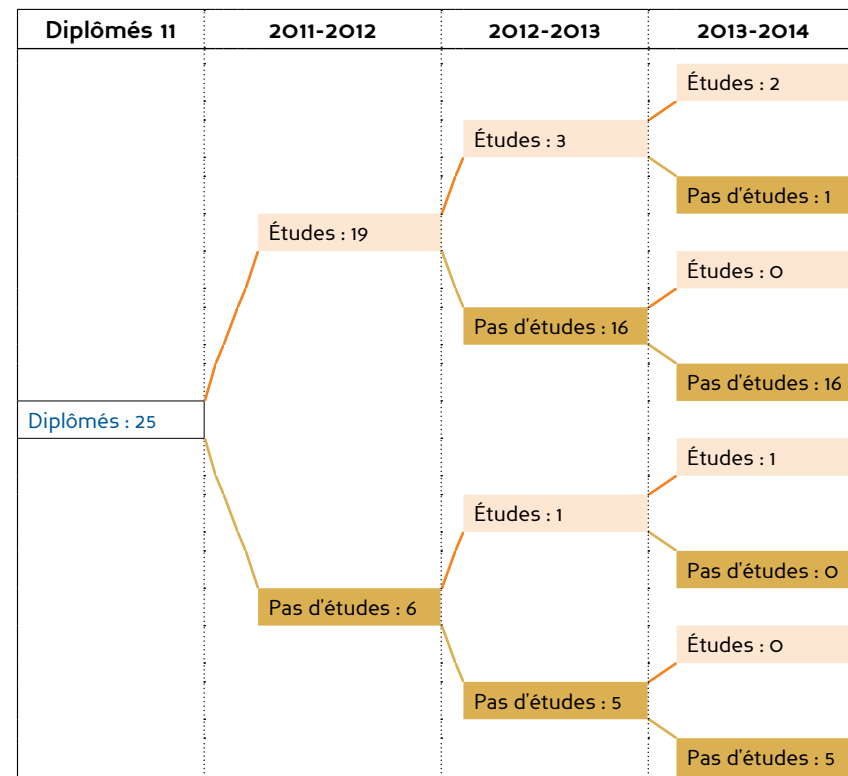 Diplômés 11 2011-2012 2012-2013 2013-2014
Études : 2
Études : 3
Pas d'études : 1
Études : 19
Études : 0
Pas d'études : 16
Pas d'études : 16
Diplômés : 25
Études : 1
Études : 1
Pas d'études : 0
Pas d'études : 6
Études : 0
Pas d'études : 5
Pas d'études : 5